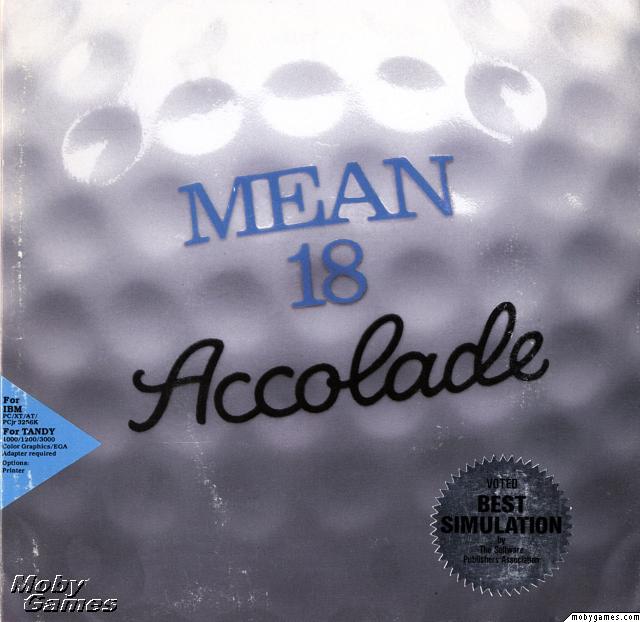 MEAN
18
Accolade
For
IBM
PC/XT/AT/
PCjr 3256K
For TANDY
1000/1200/3000
Color Graphics/EGA
Adapter required
Options:
Printer
VOTED
BEST
SIMULATION
by
The Software
Publishers Association
Moby
Games
mobygames.com